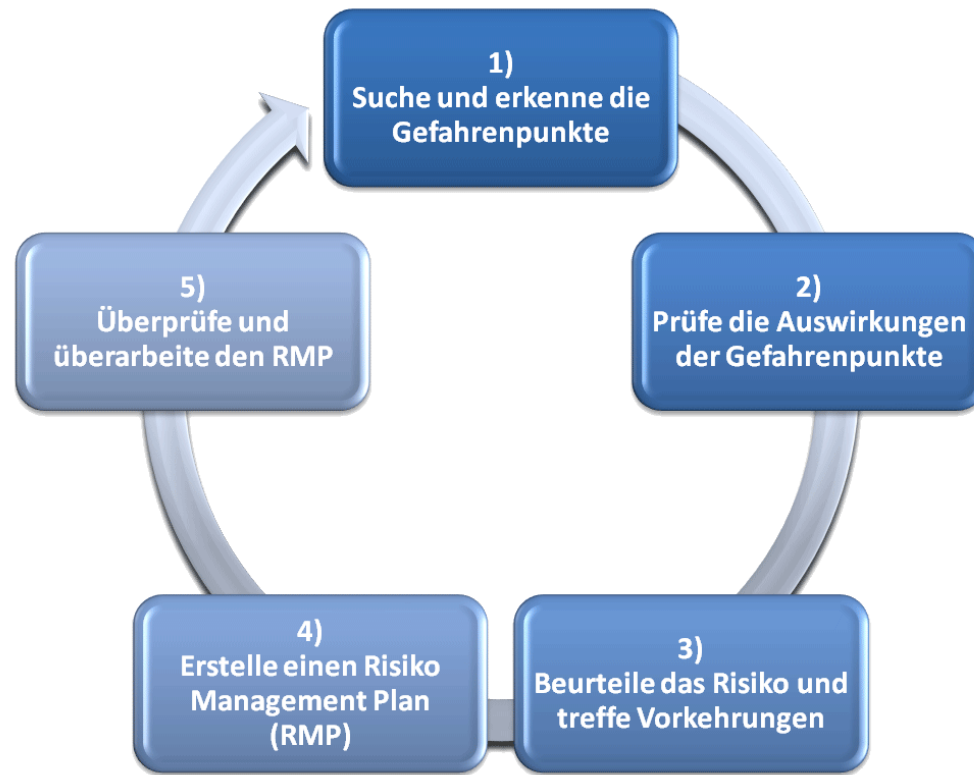 1)
Suche und erkenne die
Gefahrenpunkte
2)
Prüfe die Auswirkungen
der Gefahrenpunkte
3)
Beurteile das Risiko und
treffe Vorkehrungen
4)
Erstelle einen Risiko
Management Plan
(RMP)
5)
Überprüfe und
überarbeite den RMP